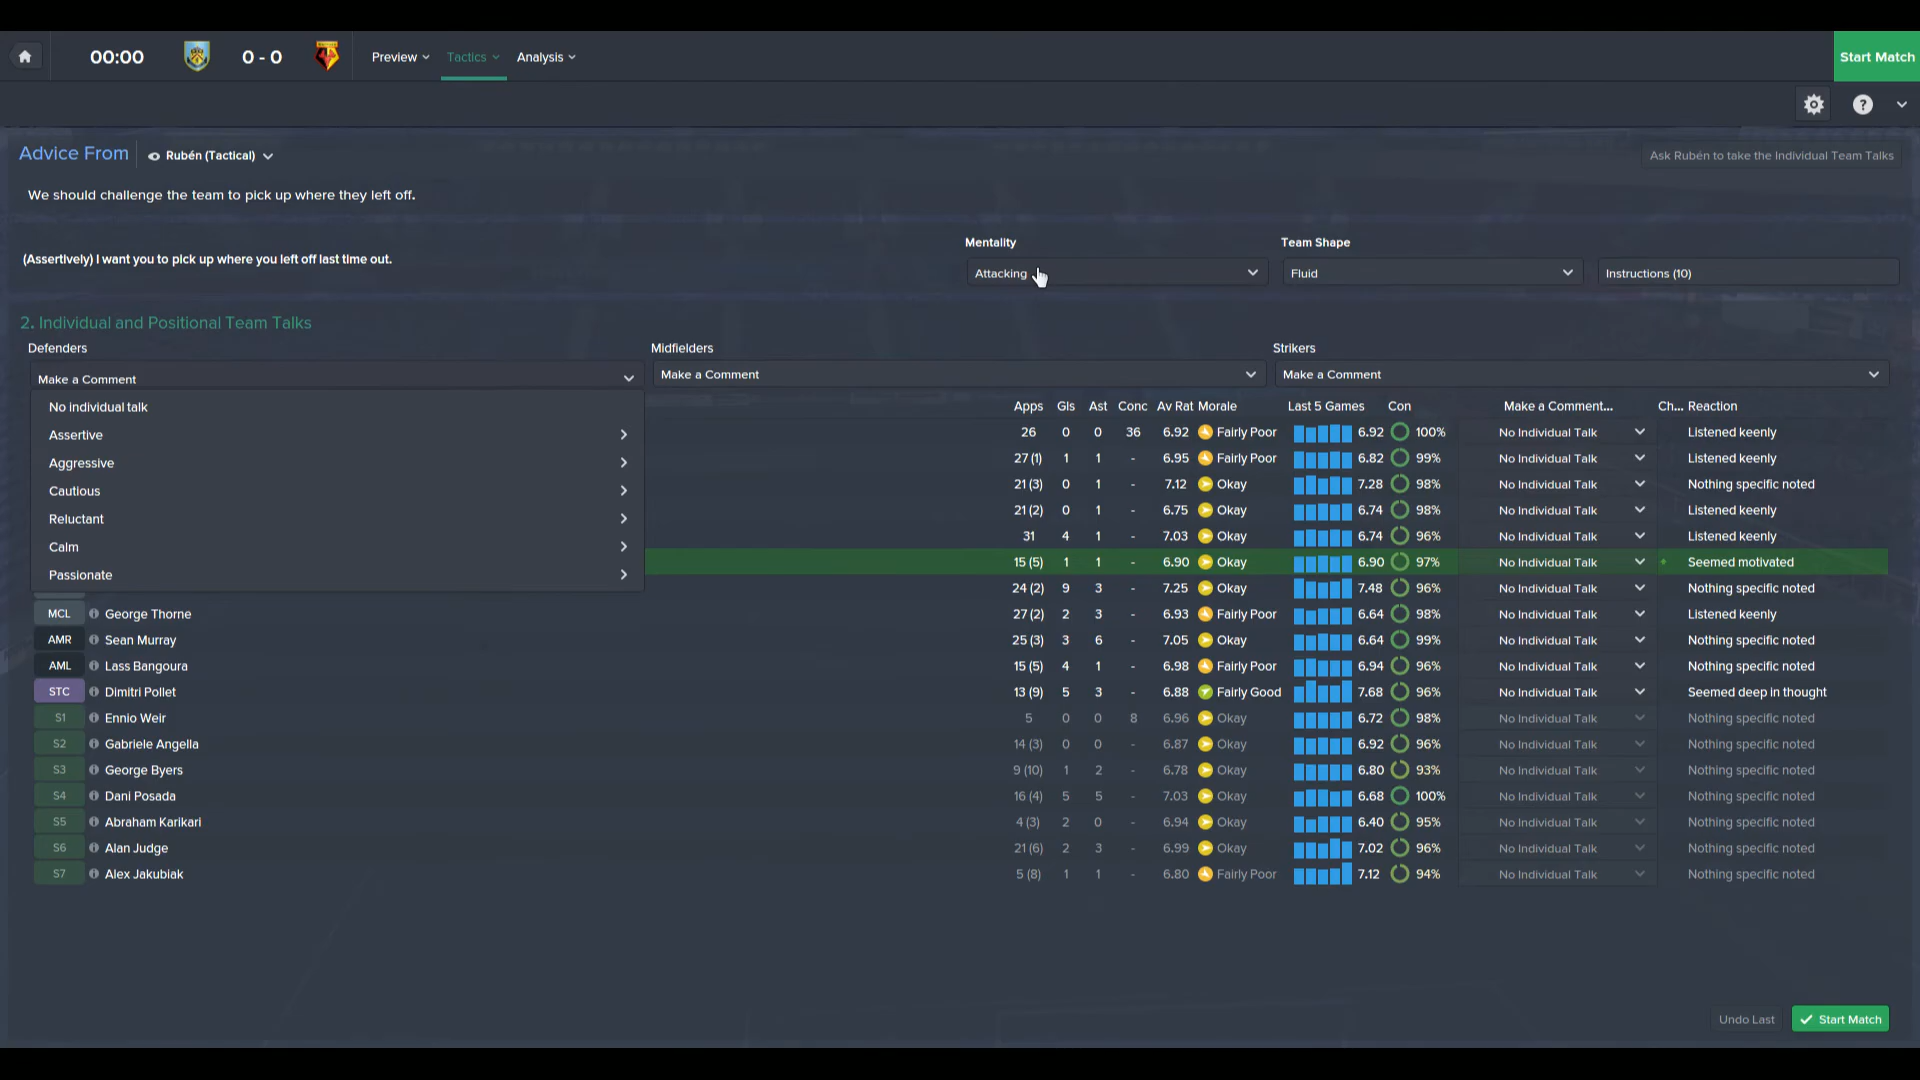 00:00 0 - 0 Preview Tactics Analysis Start Match
?
Advice From Rubén (Tactical) Ask Rubén to take the Individual Team Talks
We should challenge the team to pick up where they left off.
Mentality Team Shape
(Assertively) I want you to pick up where you left off last time out.
Attacking Fluid Instructions (10)
2. Individual and Positional Team Talks
Defenders Midfielders Strikers
Make a Comment Make a Comment Make a Comment
No individual talk Apps Gls Ast Conc Av Rat Morale Last 5 Games Con Make a Comment... Ch... Reaction
26 0 0 36 6.92 Fairly Poor 6.92 100% No Individual Talk Listened keenly
Assertive
27 (1) 1 1 - 6.95 Fairly Poor 6.82 99% No Individual Talk Listened keenly
Aggressive
21 (3) 0 1 - 7.12 Okay 7.28 98% No Individual Talk Nothing specific noted
Cautious
21 (2) 0 1 - 6.75 Okay 6.74 98% No Individual Talk Listened keenly
Reluctant
31 4 1 - 7.03 Okay 6.74 96% No Individual Talk Listened keenly
Calm
15 (5) 1 1 - 6.90 Okay 6.90 97% No Individual Talk Seemed motivated
Passionate
24 (2) 9 3 - 7.25 Okay 7.48 96% No Individual Talk Nothing specific noted
MCL George Thorne 27 (2) 2 3 - 6.93 Fairly Poor 6.64 98% No Individual Talk Listened keenly
AMR Sean Murray 25 (3) 3 6 - 7.05 Okay 6.64 99% No Individual Talk Nothing specific noted
AML Lass Bangoura 15 (5) 4 1 - 6.98 Fairly Poor 6.94 96% No Individual Talk Nothing specific noted
STC Dimitri Pollet 13 (9) 5 3 - 6.88 Fairly Good 7.68 96% No Individual Talk Seemed deep in thought
S1 Ennio Weir 5 0 0 8 6.96 Okay 6.72 98% No Individual Talk Nothing specific noted
S2 Gabriele Angella 14 (3) 0 0 - 6.87 Okay 6.92 96% No Individual Talk Nothing specific noted
S3 George Byers 9 (10) 1 2 - 6.78 Okay 6.80 93% No Individual Talk Nothing specific noted
S4 Dani Posada 16 (4) 5 5 - 7.03 Okay 6.68 100% No Individual Talk Nothing specific noted
S5 Abraham Karikari 4 (3) 2 0 - 6.94 Okay 6.40 95% No Individual Talk Nothing specific noted
S6 Alan Judge 21 (6) 2 3 - 6.99 Okay 7.02 96% No Individual Talk Nothing specific noted
S7 Alex Jakubiak 5 (8) 1 1 - 6.80 Fairly Poor 7.12 94% No Individual Talk Nothing specific noted
Undo Last Start Match